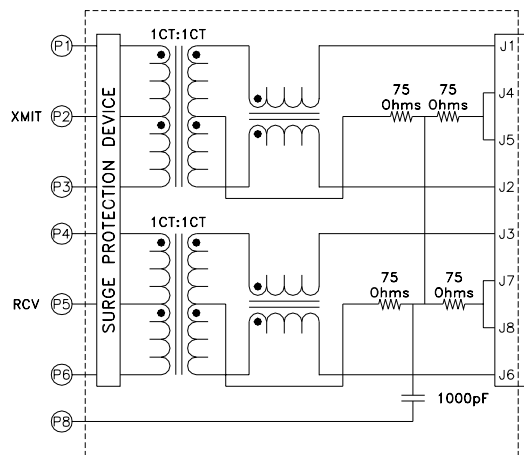 1CT:1CT
P1
J1
75 Ohms
75 Ohms
J4
XMIT
P2
J5
SURGE PROTECTION DEVICE
P3
J2
P4
1CT:1CT
J3
75 Ohms
75 Ohms
J7
RCV
P5
J8
P6
J6
1000pF
P8